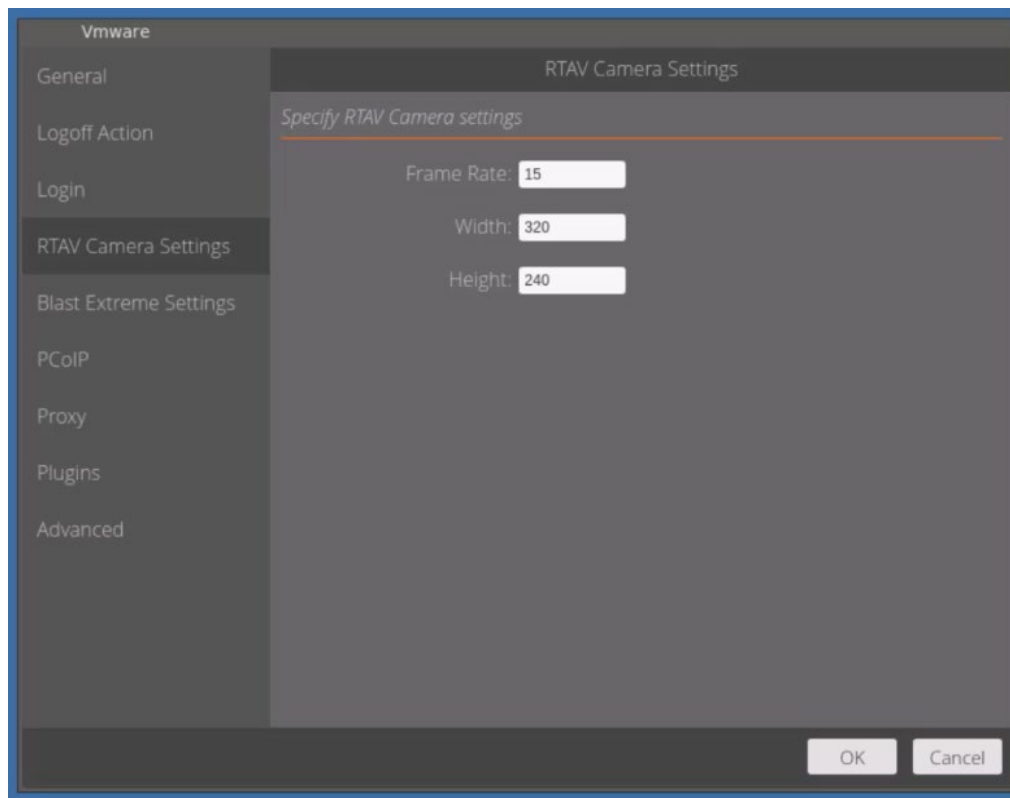 Vmware
General
Logoff Action
Login
RTAV Camera Settings
Blast Extreme Settings
PCoIP
Proxy
Plugins
Advanced
RTAV Camera Settings
Specify RTAV Camera settings
Frame Rate: 15
Width: 320
Height: 240
OK
Cancel